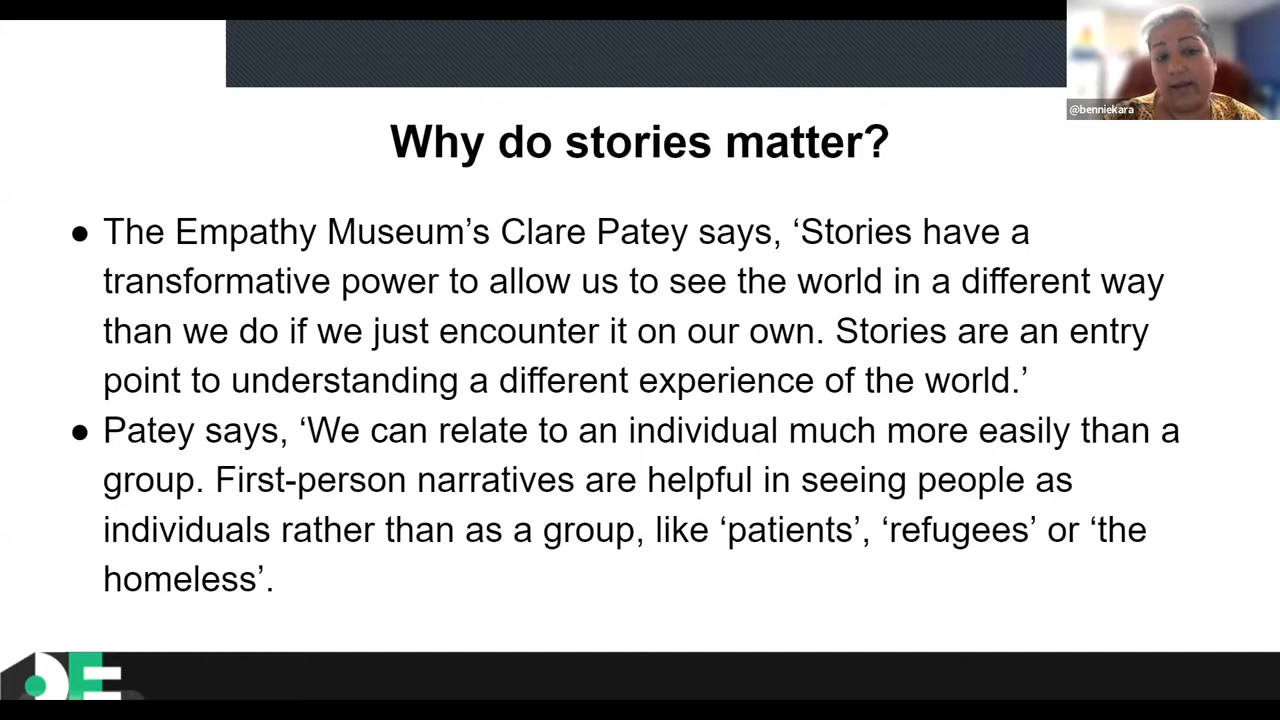 @benniekara
Why do stories matter?
● The Empathy Museum’s Clare Patey says, ‘Stories have a
transformative power to allow us to see the world in a different way
than we do if we just encounter it on our own. Stories are an entry
point to understanding a different experience of the world.’
● Patey says, ‘We can relate to an individual much more easily than a
group. First-person narratives are helpful in seeing people as
individuals rather than as a group, like ‘patients’, ‘refugees’ or ‘the
homeless’.